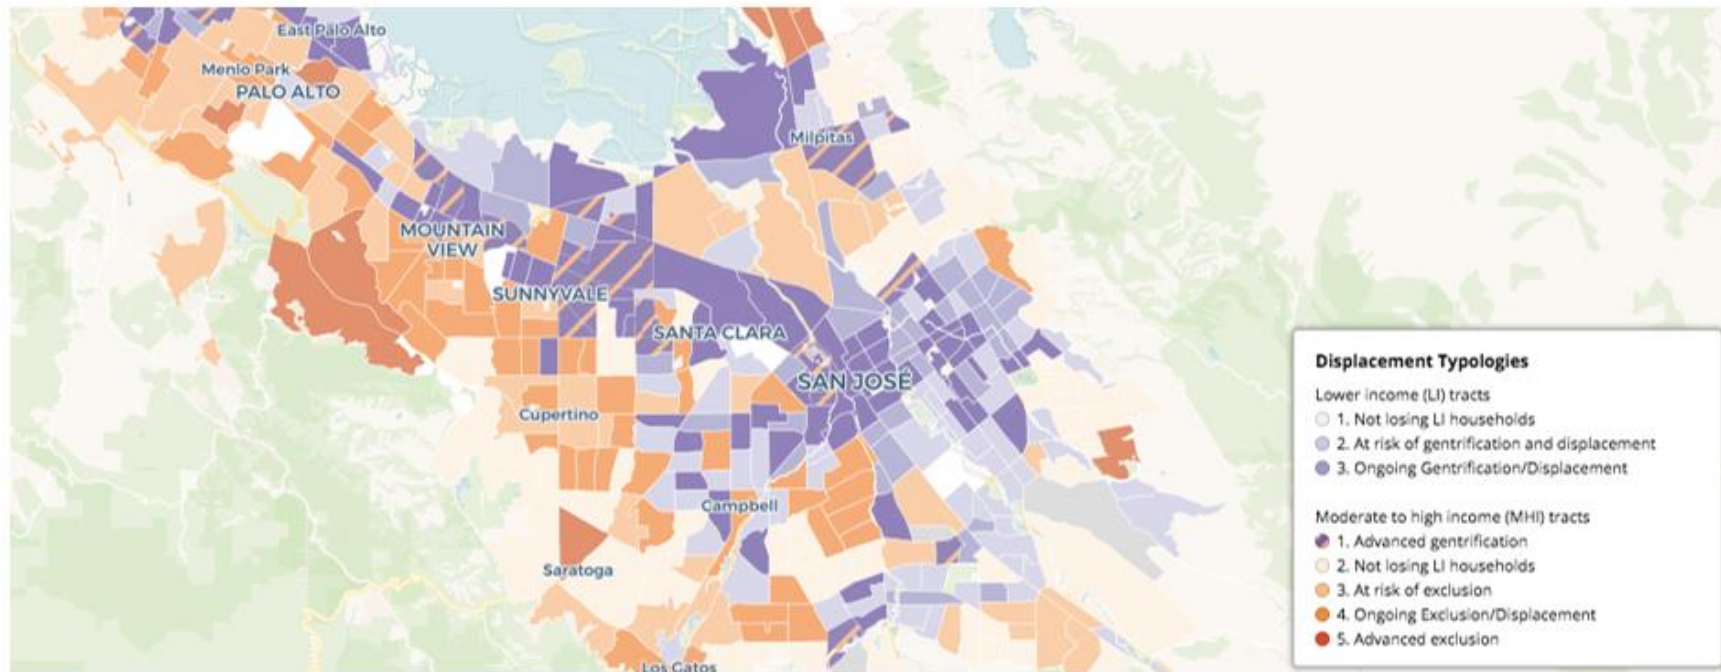 East Palo Alto
Menlo Park
PALO ALTO
Milpitas
MOUNTAIN
VIEW
SUNNYVALE
SANTA CLARA
SAN JOSÉ
Cupertino
Campbell
Saratoga
Los Gatos
Displacement Typologies
Lower income (LI) tracts
1. Not losing LI households
2. At risk of gentrification and displacement
3. Ongoing Gentrification/Displacement
Moderate to high income (MHI) tracts
1. Advanced gentrification
2. Not losing LI households
3. At risk of exclusion
4. Ongoing Exclusion/Displacement
5. Advanced exclusion